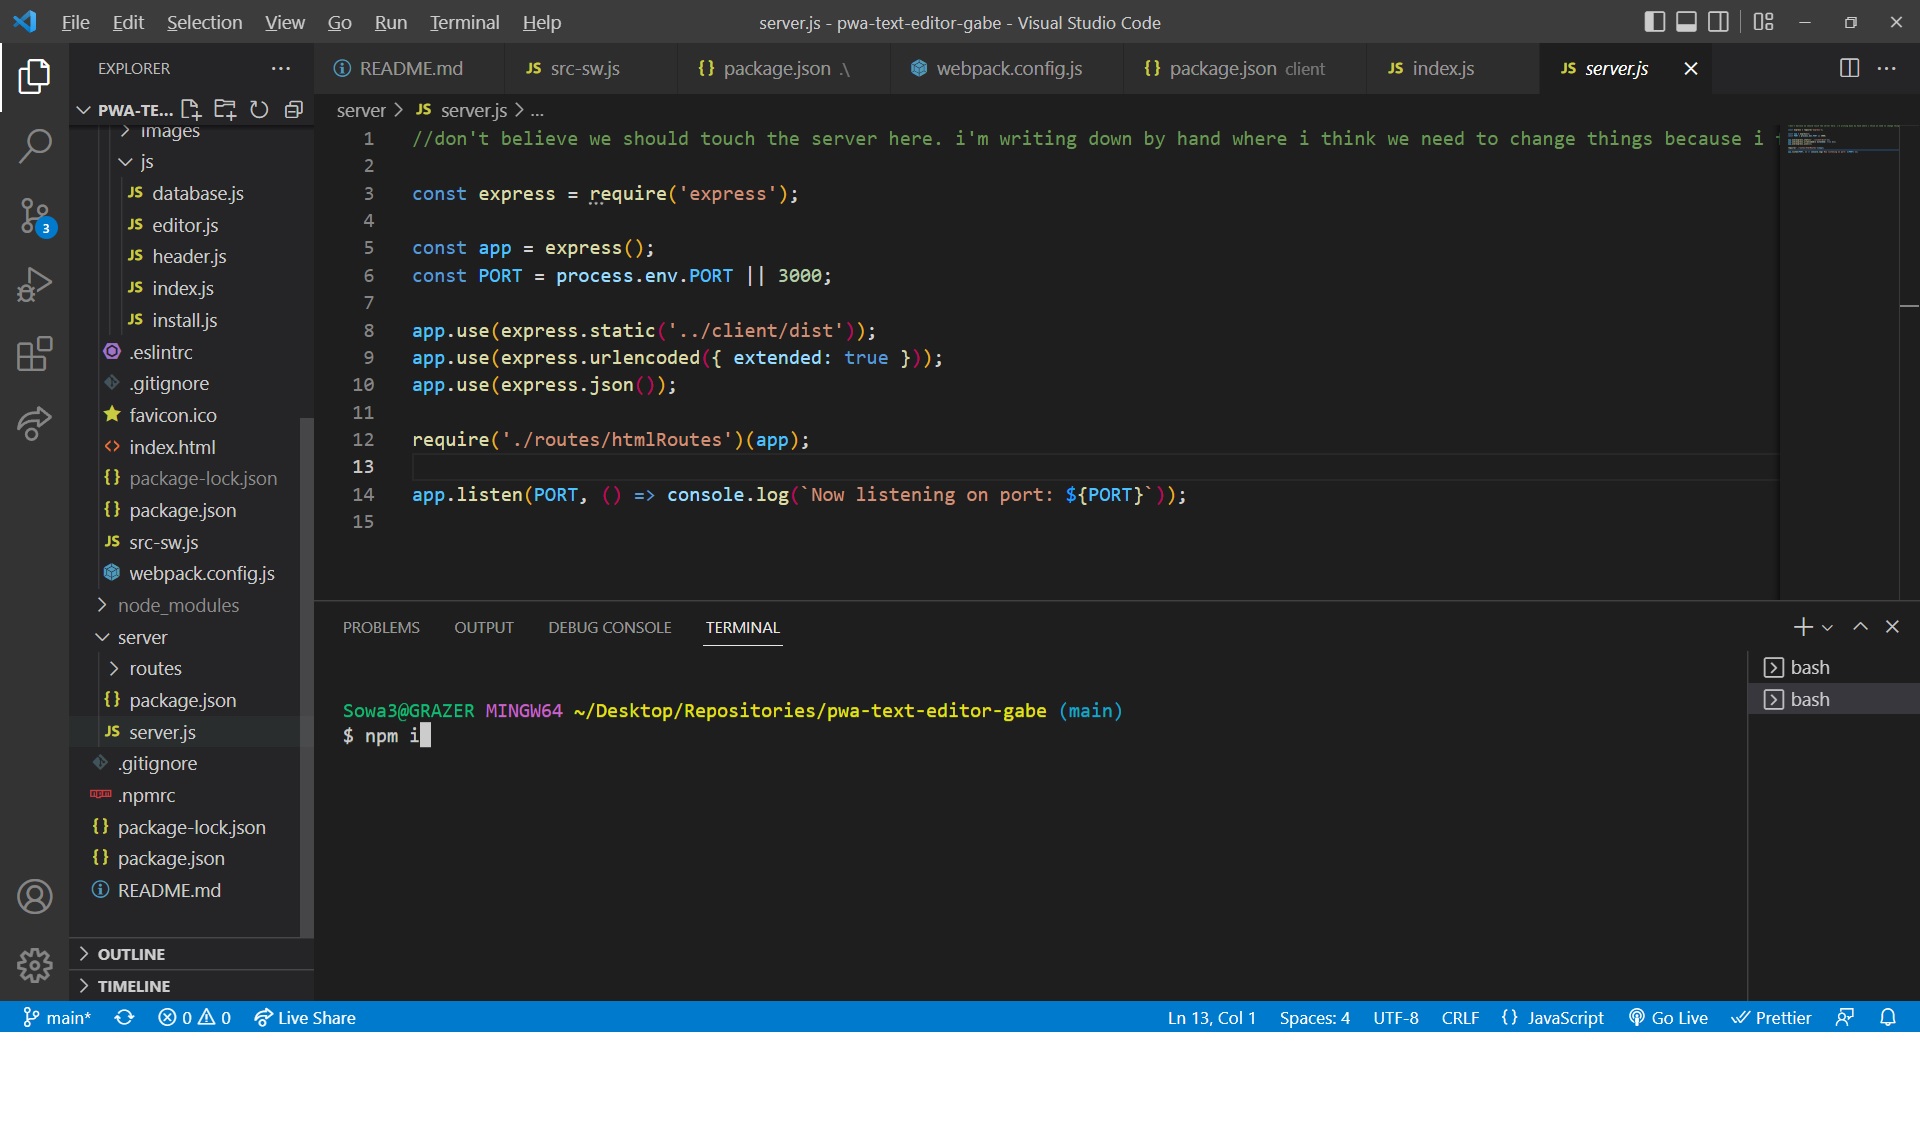 File Edit Selection View Go Run Terminal Help
server.js - pwa-text-editor-gabe - Visual Studio Code
EXPLORER
README.md
JS src-sw.js
{} package.json .\
webpack.config.js
{} package.json client
JS index.js
JS server.js
PWA-TE...
server > JS server.js > ...
images
js
JS database.js
JS editor.js
JS header.js
JS index.js
JS install.js
.eslintrc
.gitignore
favicon.ico
<> index.html
{} package-lock.json
{} package.json
JS src-sw.js
webpack.config.js
node_modules
server
routes
{} package.json
JS server.js
.gitignore
npm .npmrc
{} package-lock.json
{} package.json
README.md
OUTLINE
TIMELINE
3
1 //don't believe we should touch the server here. i'm writing down by hand where i think we need to change things because i
2
3 const express = require('express');
4
5 const app = express();
6 const PORT = process.env.PORT || 3000;
7
8 app.use(express.static('../client/dist'));
9 app.use(express.urlencoded({ extended: true }));
10 app.use(express.json());
11
12 require('./routes/htmlRoutes')(app);
13
14 app.listen(PORT, () => console.log(`Now listening on port: ${PORT}`));
15
PROBLEMS OUTPUT DEBUG CONSOLE TERMINAL
bash
bash
Sowa3@GRAZER MINGW64 ~/Desktop/Repositories/pwa-text-editor-gabe (main)
$ npm i
main* 0 0 Live Share
Ln 13, Col 1 Spaces: 4 UTF-8 CRLF {} JavaScript Go Live Prettier